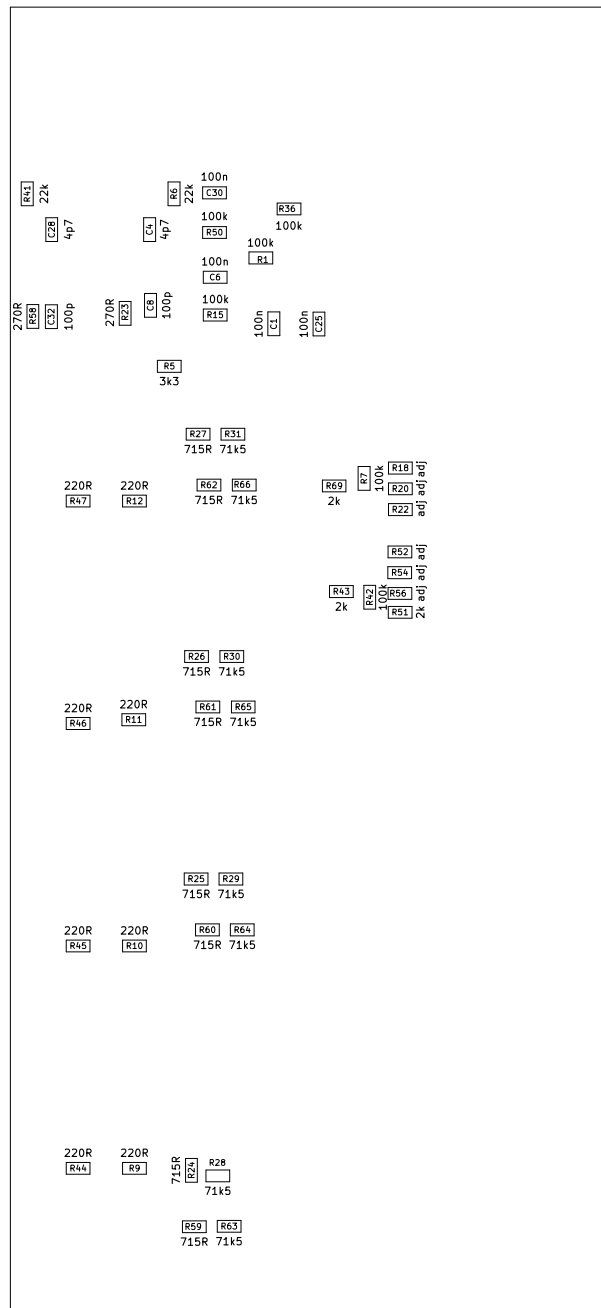 100n
R41
22k
R6
22k
C30
R36
100k
C28
4p7
C4
4p7
100k
R50
100k
R1
100n
C6
270R
R58
C32
100p
270R
R23
C8
100p
100k
R15
100n
C1
100n
C25
R5
3k3
R27
R31
715R
71k5
220R
R47
220R
R12
R62
R66
715R
71k5
R69
2k
R7
100k
R18
adj
R20
adj
R22
adj
R52
adj
R54
adj
R43
2k
R42
100k
R56
adj
R51
2k
R26
R30
715R
71k5
220R
R46
220R
R11
R61
R65
715R
71k5
R25
R29
715R
71k5
220R
R45
220R
R10
R60
R64
715R
71k5
220R
R44
220R
R9
715R
R24
R28
71k5
R59
R63
715R
71k5